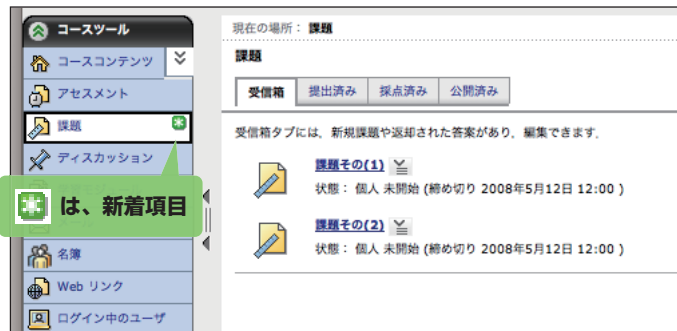 コースツール
コースコンテンツ
アセスメント
課題
ディスカッション
は、新着項目
名簿
Web リンク
ログイン中のユーザ
現在の場所： 課題
課題
受信箱 提出済み 採点済み 公開済み
受信箱タブには，新規課題や返却された答案があり，編集できます．
課題その(1)
状態： 個人 未開始 (締め切り 2008年5月12日 12:00 )
課題その(2)
状態： 個人 未開始 (締め切り 2008年5月12日 12:00 )